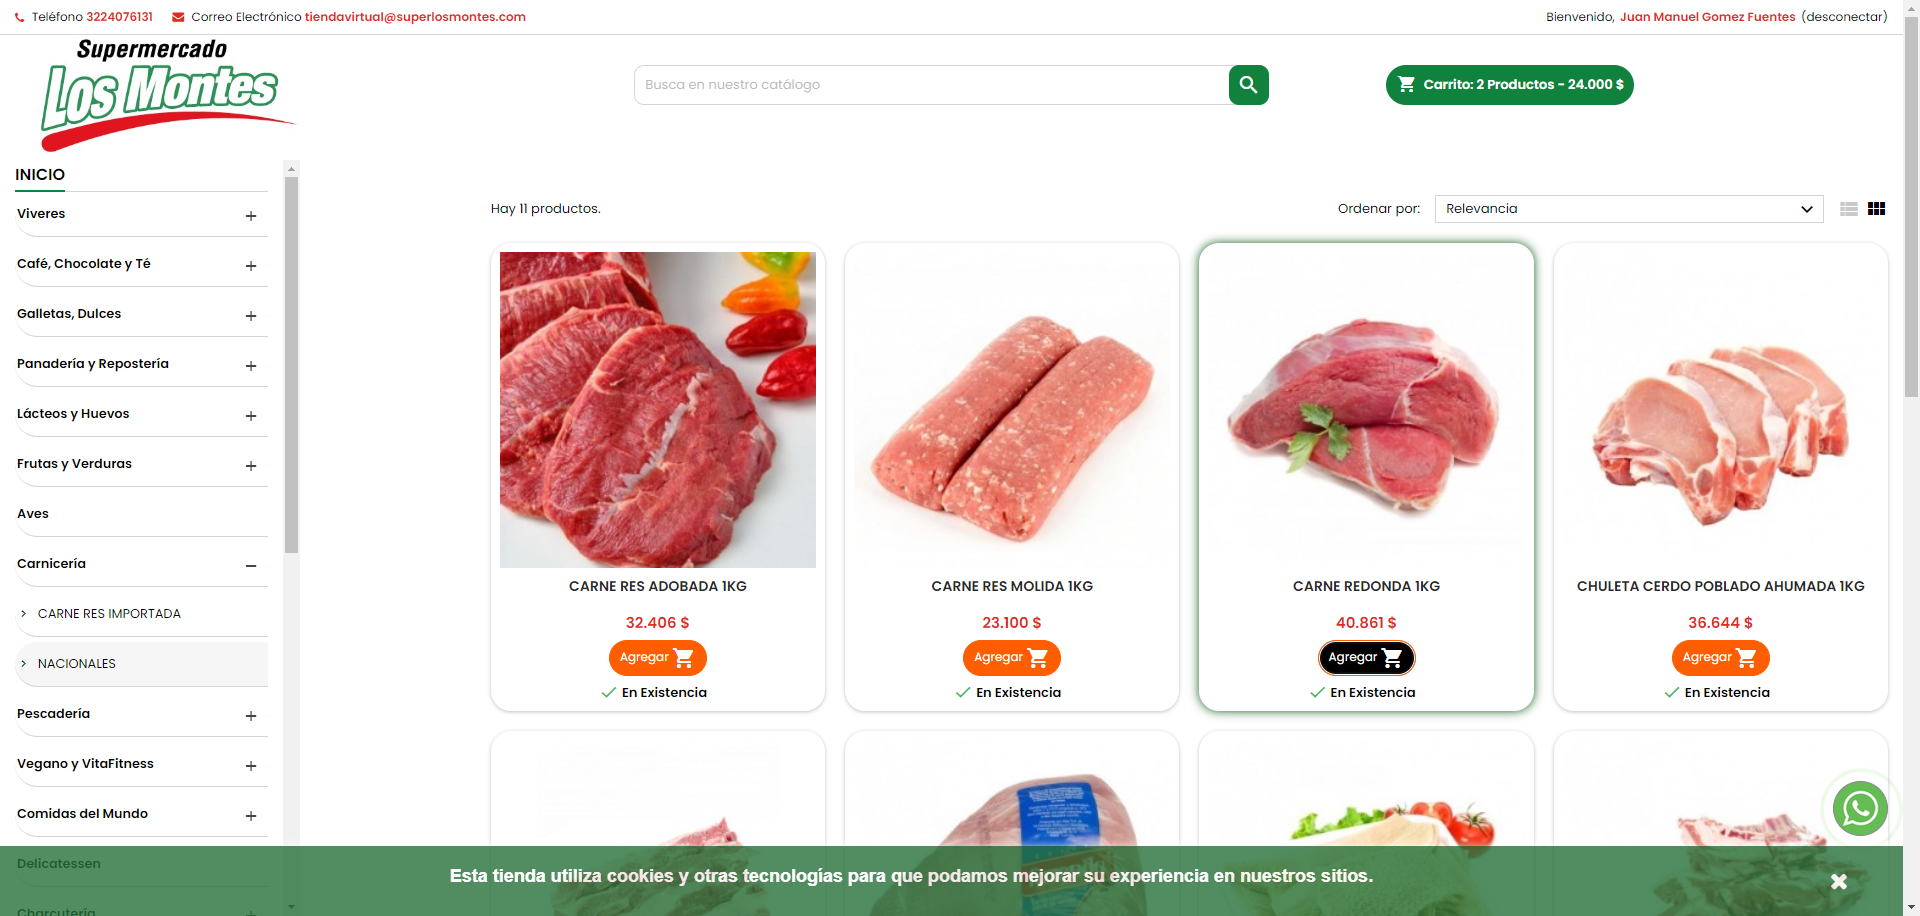 Teléfono 3224076131 Correo Electrónico tiendavirtual@superlosmontes.com
Bienvenido, Juan Manuel Gomez Fuentes (desconectar)
Supermercado
Los Montes
Busca en nuestro catálogo
Carrito: 2 Productos - 24.000 $
INICIO
Viveres
Café, Chocolate y Té
Galletas, Dulces
Panadería y Repostería
Lácteos y Huevos
Frutas y Verduras
Aves
Carnicería
CARNE RES IMPORTADA
NACIONALES
Pescadería
Vegano y VitaFitness
Comidas del Mundo
Delicatessen
Charcutería
Hay 11 productos.
Ordenar por: Relevancia
CARNE RES ADOBADA 1KG
32.406 $
Agregar
En Existencia
CARNE RES MOLIDA 1KG
23.100 $
Agregar
En Existencia
CARNE REDONDA 1KG
40.861 $
Agregar
En Existencia
CHULETA CERDO POBLADO AHUMADA 1KG
36.644 $
Agregar
En Existencia
Esta tienda utiliza cookies y otras tecnologías para que podamos mejorar su experiencia en nuestros sitios.